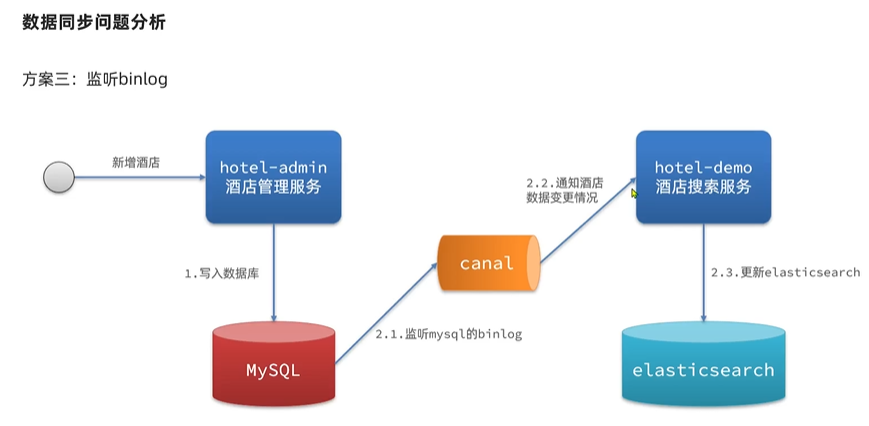 数据同步问题分析
方案三：监听binlog
新增酒店
hotel-admin
酒店管理服务
hotel-demo
酒店搜索服务
2.2.通知酒店
数据变更情况
canal
1.写入数据库
2.3.更新elasticsearch
2.1.监听mysql的binlog
MySQL
elasticsearch